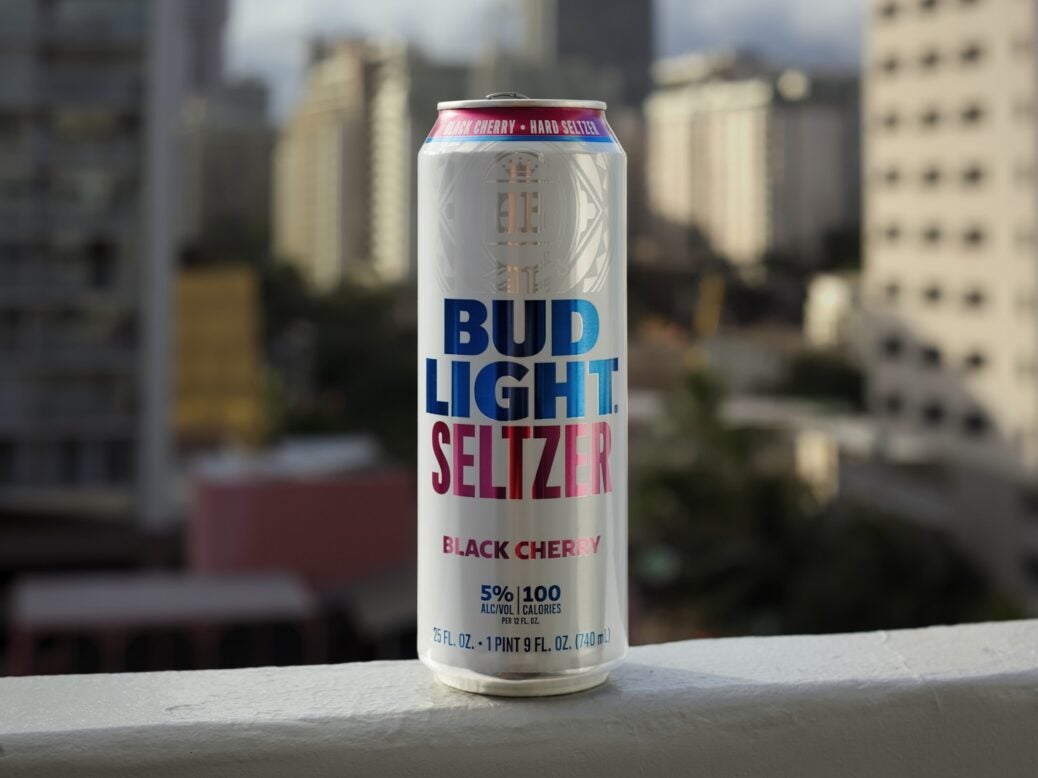 BLACK CHERRY • HARD SELTZER
BUD
LIGHT.
SELTZER
BLACK CHERRY
5% | 100
ALC/VOL | CALORIES
PER 12 FL. OZ.
25 FL. OZ. • 1 PINT 9 FL. OZ. (740 mL)